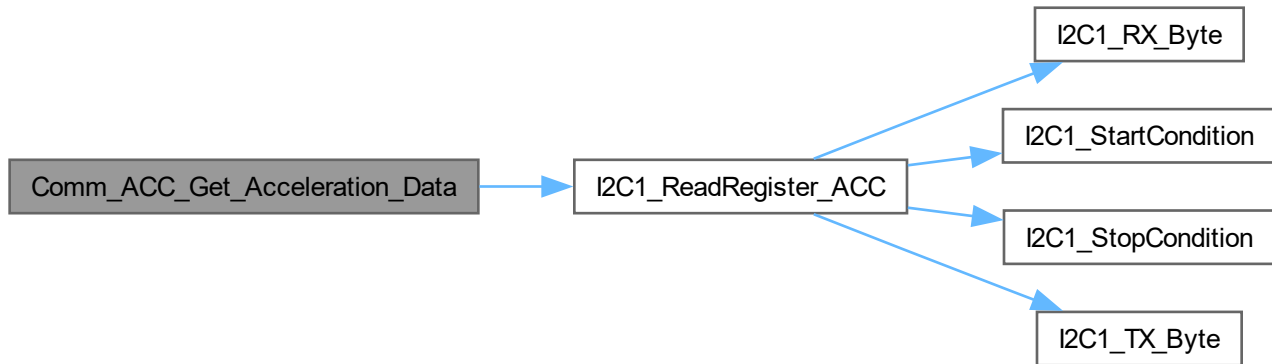 Comm_ACC_Get_Acceleration_Data
I2C1_ReadRegister_ACC
I2C1_RX_Byte
I2C1_StartCondition
I2C1_StopCondition
I2C1_TX_Byte